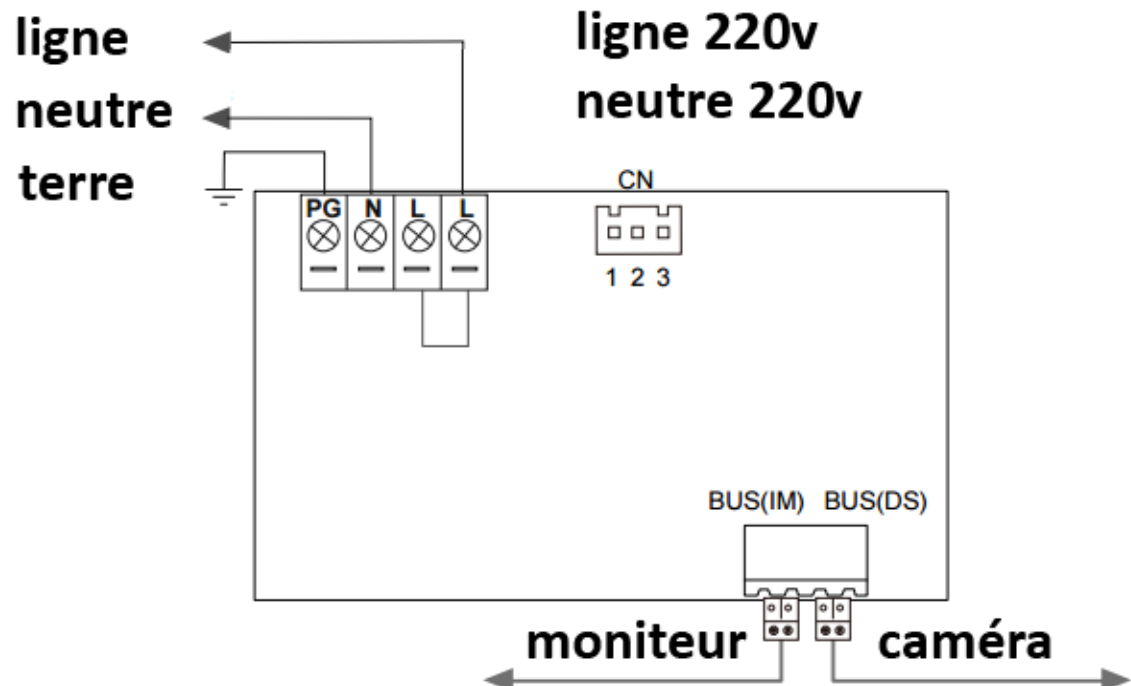 ligne
neutre
terre
ligne 220v
neutre 220v
CN
PG N L L
1 2 3
BUS(IM) BUS(DS)
moniteur
caméra